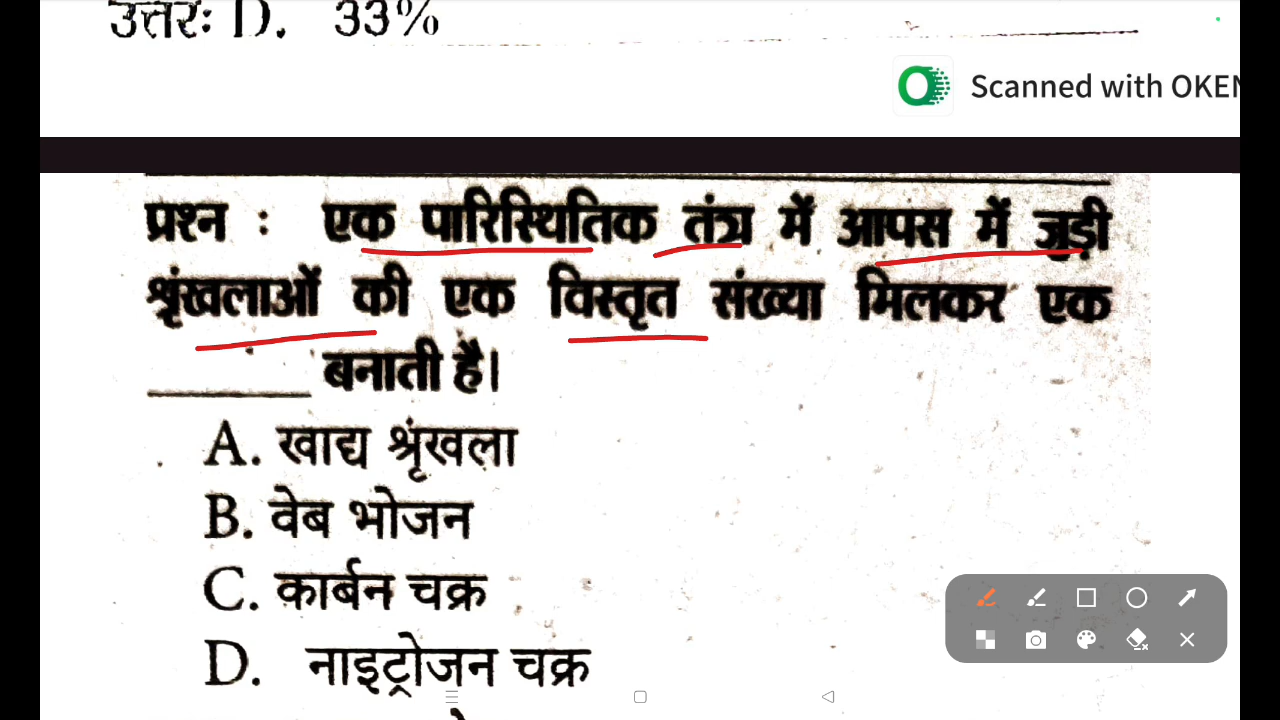 उत्तरः D. 33%
Scanned with OKEN
प्रश्न : एक पारिस्थितिक तंत्र में आपस में जुड़ी
श्रृंखलाओं की एक विस्तृत संख्या मिलकर एक
________ बनाती है।
A. खाद्य श्रृंखला
B. वेब भोजन
C. कार्बन चक्र
D. नाइट्रोजन चक्र